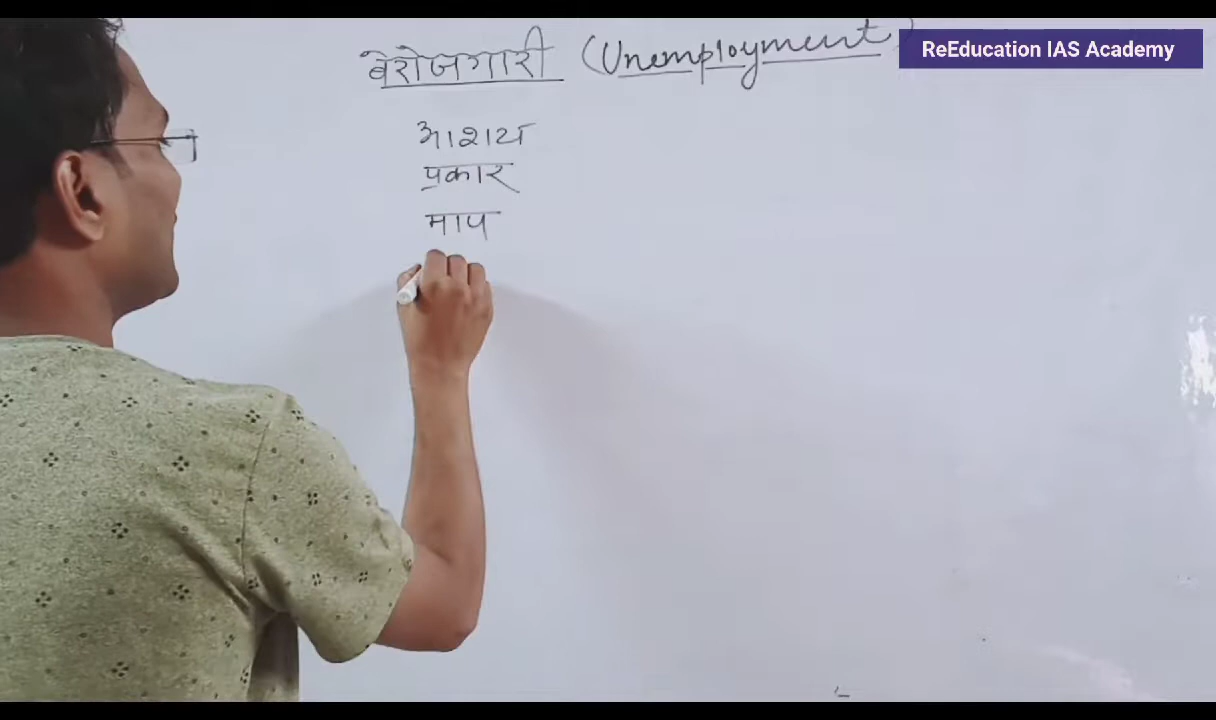 बेरोजगारी (Unemployment)
ReEducation IAS Academy
आशय
प्रकार
माप